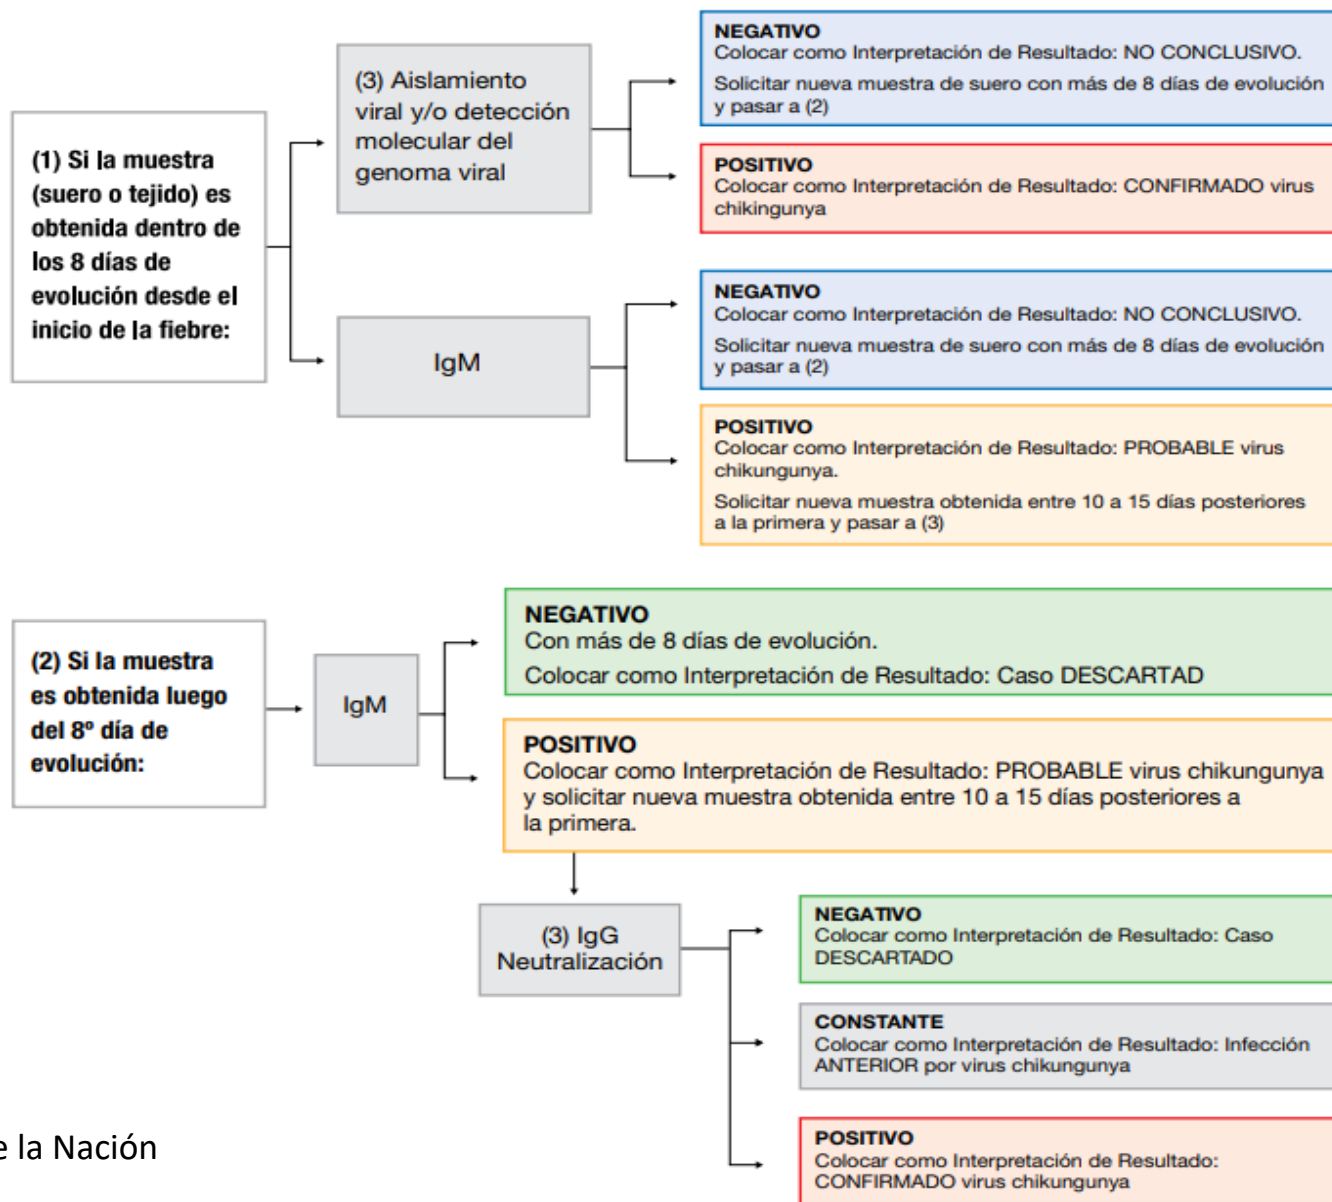 (1) Si la muestra
(suero o tejido) es
obtenida dentro de
los 8 días de
evolución desde el
inicio de la fiebre:
(3) Aislamiento
viral y/o detección
molecular del
genoma viral
NEGATIVO
Colocar como Interpretación de Resultado: NO CONCLUSIVO.
Solicitar nueva muestra de suero con más de 8 días de evolución
y pasar a (2)
POSITIVO
Colocar como Interpretación de Resultado: CONFIRMADO virus
chikingunya
IgM
NEGATIVO
Colocar como Interpretación de Resultado: NO CONCLUSIVO.
Solicitar nueva muestra de suero con más de 8 días de evolución
y pasar a (2)
POSITIVO
Colocar como Interpretación de Resultado: PROBABLE virus
chikungunya.
Solicitar nueva muestra obtenida entre 10 a 15 días posteriores
a la primera y pasar a (3)
(2) Si la muestra
es obtenida luego
del 8º día de
evolución:
IgM
NEGATIVO
Con más de 8 días de evolución.
Colocar como Interpretación de Resultado: Caso DESCARTAD
POSITIVO
Colocar como Interpretación de Resultado: PROBABLE virus chikungunya
y solicitar nueva muestra obtenida entre 10 a 15 días posteriores a
la primera.
(3) IgG
Neutralización
NEGATIVO
Colocar como Interpretación de Resultado: Caso
DESCARTADO
CONSTANTE
Colocar como Interpretación de Resultado: Infección
ANTERIOR por virus chikungunya
POSITIVO
Colocar como Interpretación de Resultado:
CONFIRMADO virus chikungunya
e la Nación